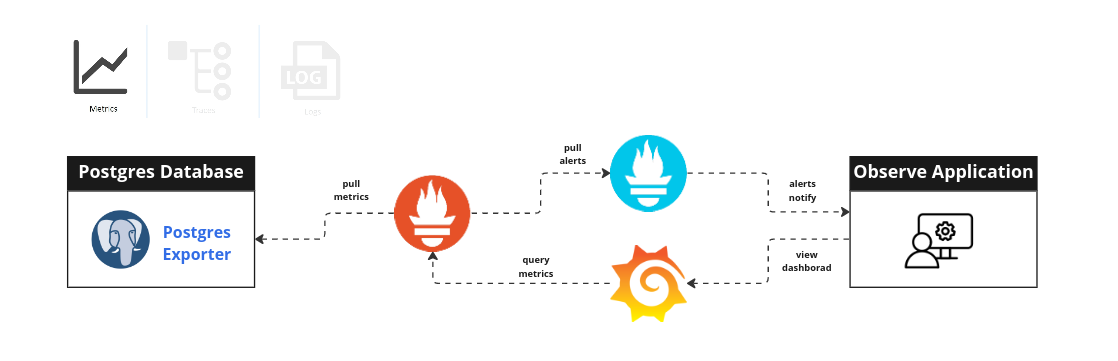 Metrics
Traces
LOG
Logs
Postgres Database
Postgres
Exporter
pull
metrics
pull
alerts
query
metrics
alerts
notify
view
dashborad
Observe Application